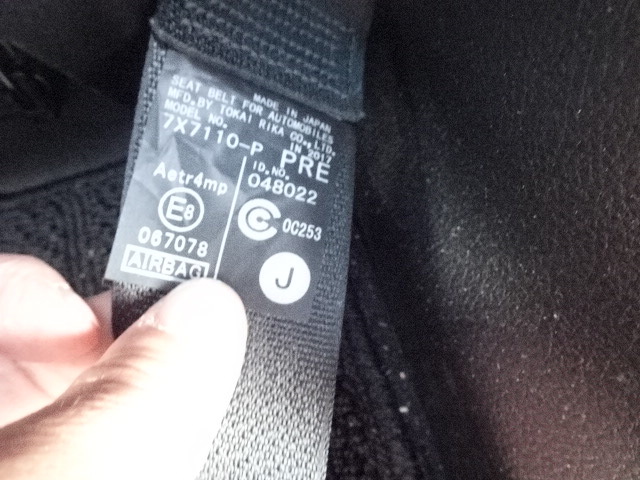 MADE IN JAPAN
SEAT BELT FOR AUTOMOBILES
MFD.BY TOKAI RIKA CO.,LTD.
MODEL NO. IN 2017
7X7110-P PRE
ID.NO.
048022
Aetr4mp
E8
067078
AIRBAG
C 0C253
J